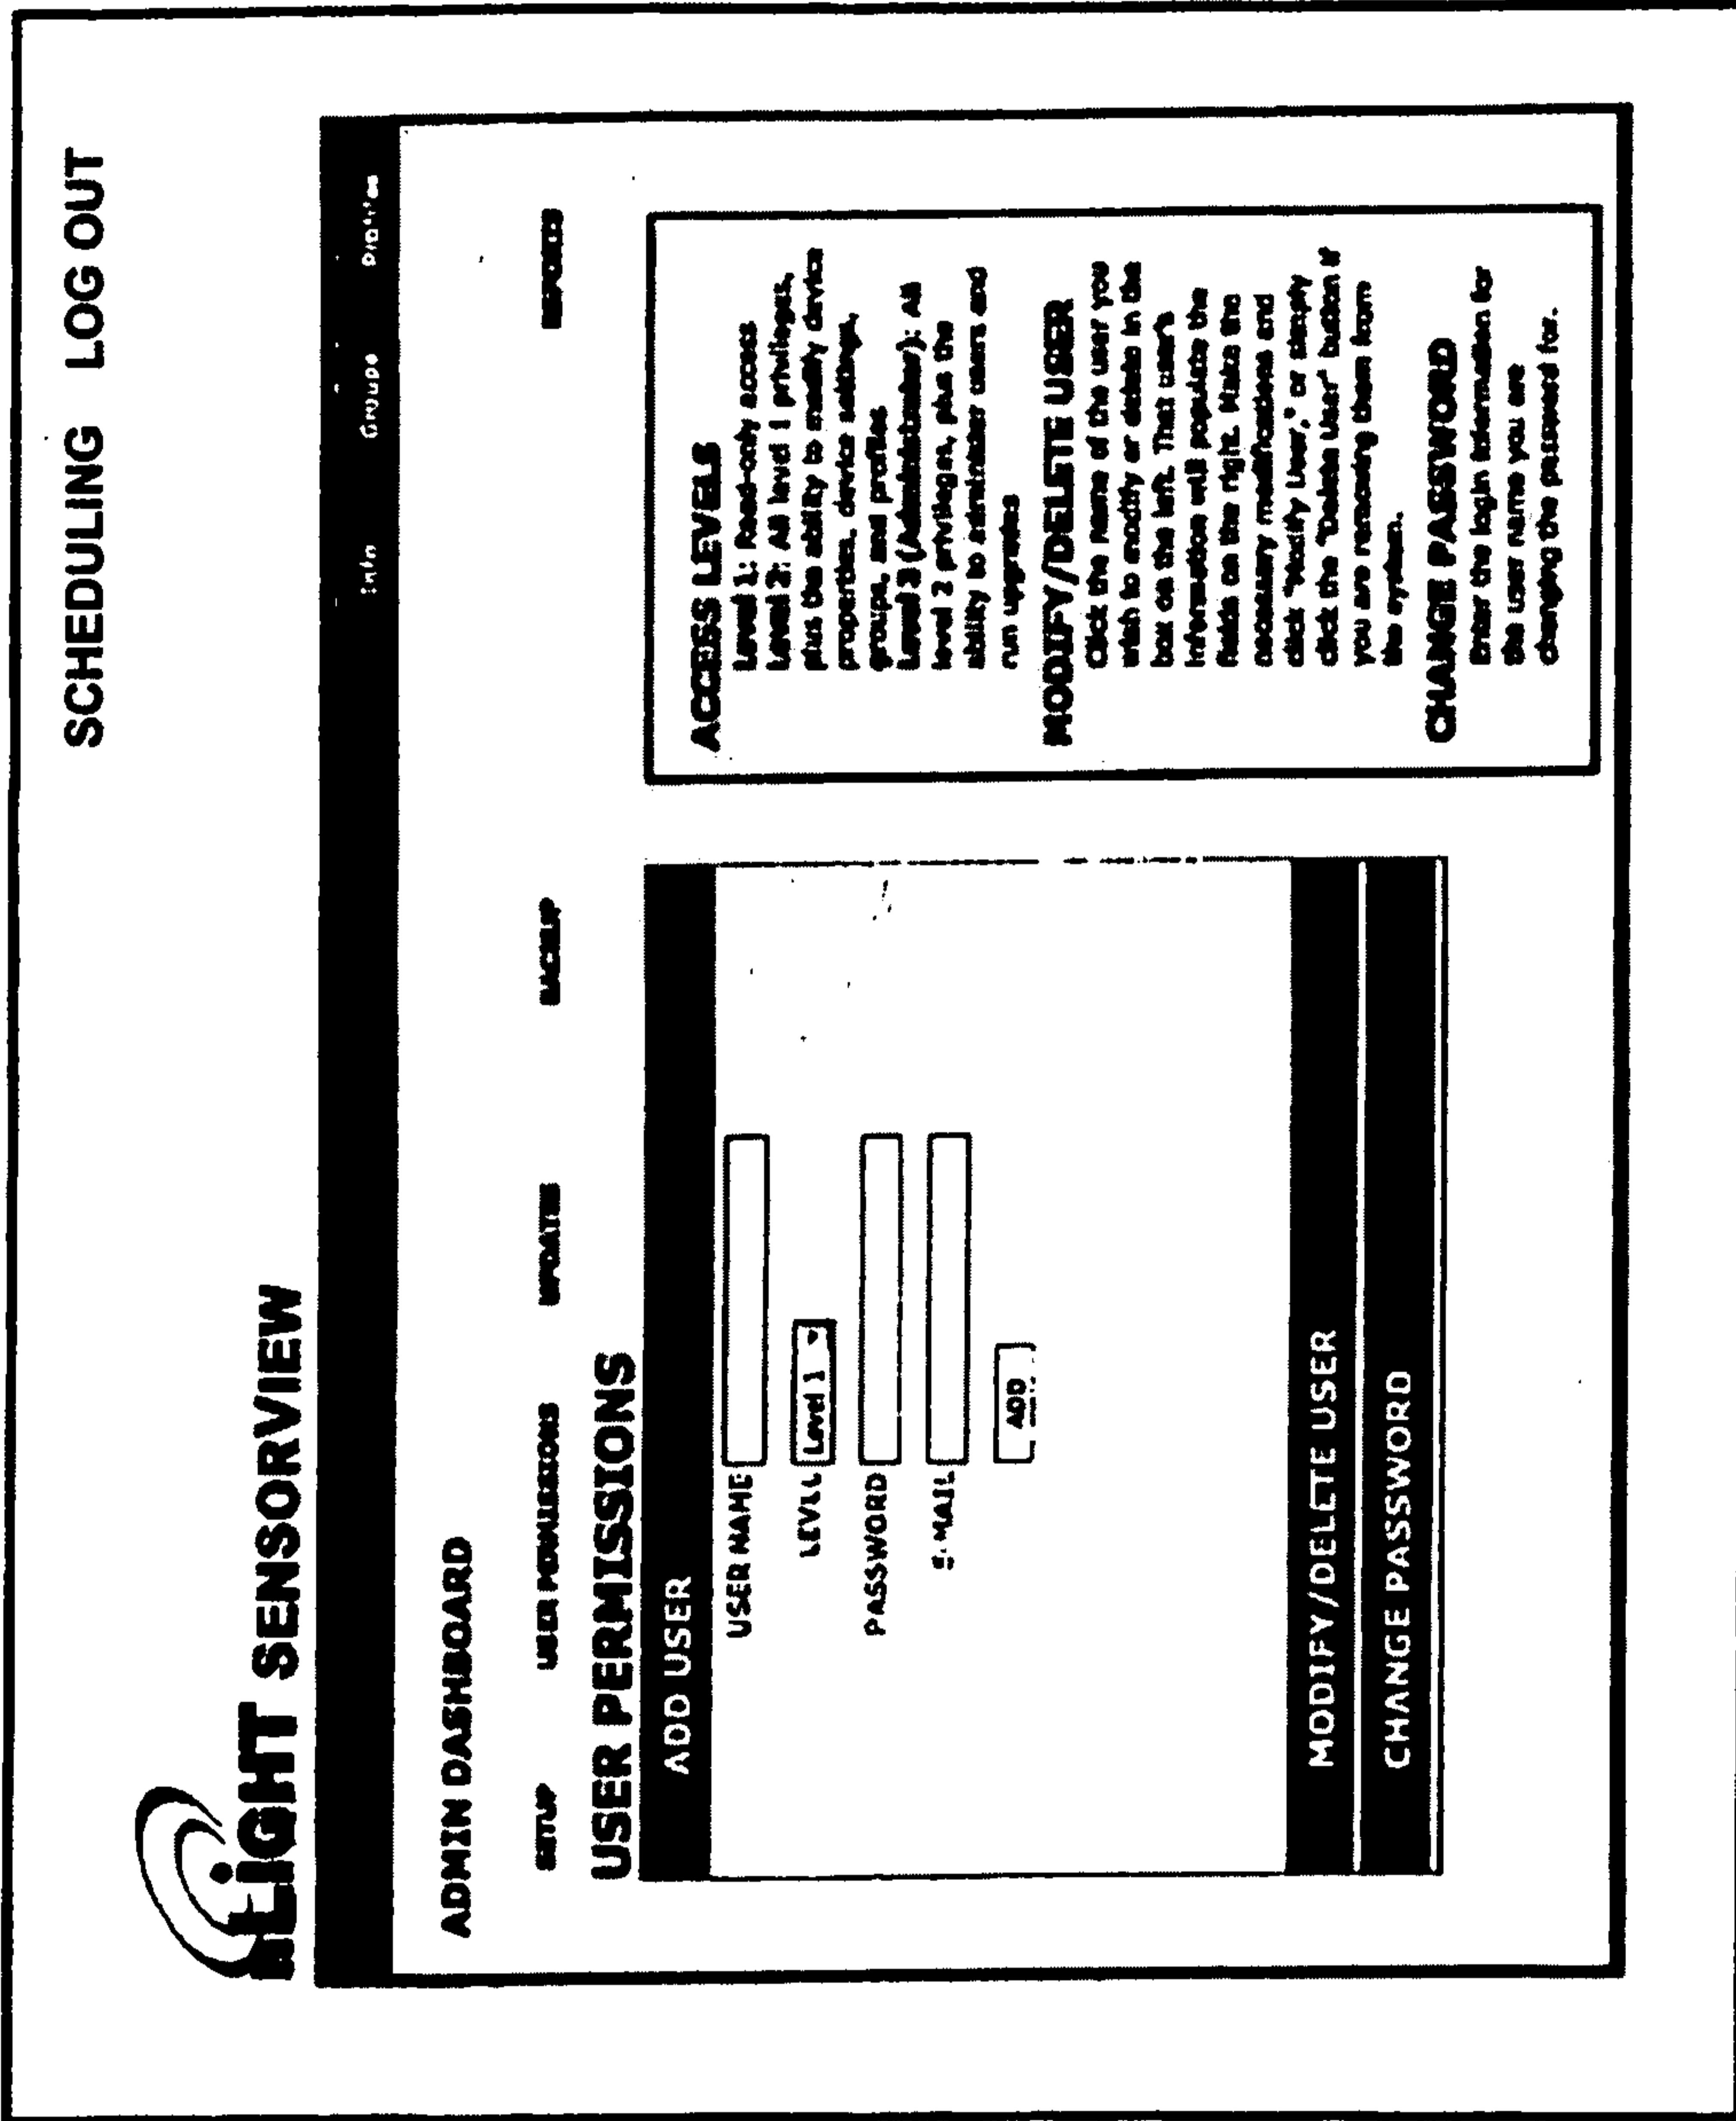 SCHEDULING LOG OUT
nLIGHT SENSORVIEW
Info Groups Profiles
ADMIN DASHBOARD
SETUP USER PERMISSIONS UPDATES BACKUP
USER PERMISSIONS
ADD USER
USER NAME
LEVEL Level 1
PASSWORD
E-MAIL
ADD
MODIFY/DELETE USER
CHANGE PASSWORD
ACCESS LEVELS
Level 1: Read-only access
Level 2: All level 1 privileges,
plus the ability to modify device
properties, device settings,
groups, and profiles
Level 3 (Administrator): All
level 2 privileges, plus the
ability to administer users and
run upgrades
MODIFY/DELETE USER
Click the name of the user you
wish to modify or delete in the
box on the left. That user's
information will populate the
fields on the right. Make the
necessary modifications and
click "Modify User," or simply
click the "Delete User" button if
you are removing them from
the system.
CHANGE PASSWORD
Enter the login information for
the user name you are
changing the password for.